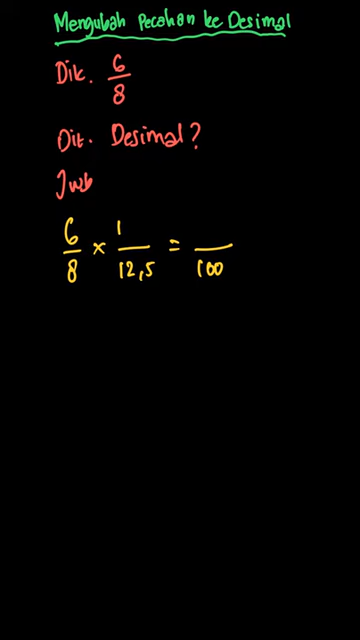 Mengubah Pecahan ke Desimal
Dik. 6/8
Dit. Desimal?
Jwb
6/8 × 1/12,5 = /100